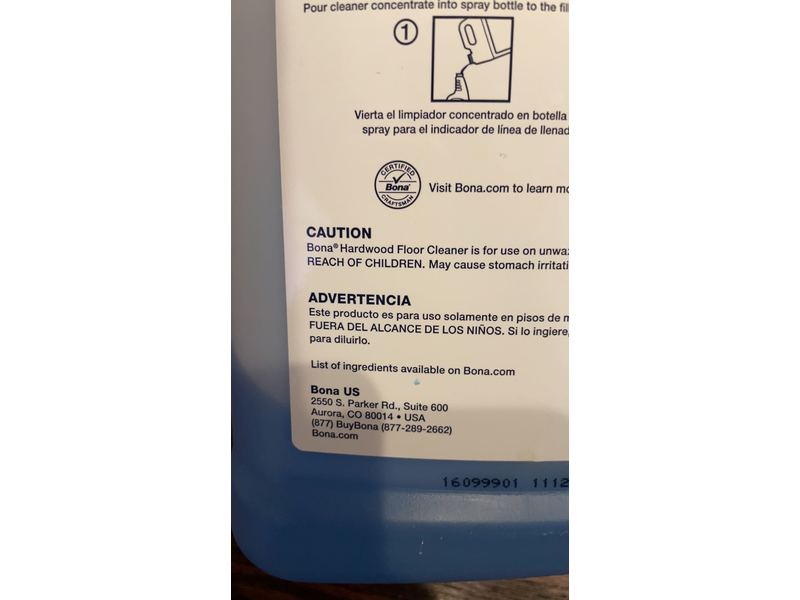 Pour cleaner concentrate into spray bottle to the fil
1
Vierta el limpiador concentrado en botella
spray para el indicador de línea de llenad
CERTIFIED
Bona®
CRAFTSMAN
Visit Bona.com to learn mo
CAUTION
Bona® Hardwood Floor Cleaner is for use on unwax
REACH OF CHILDREN. May cause stomach irritati
ADVERTENCIA
Este producto es para uso solamente en pisos de m
FUERA DEL ALCANCE DE LOS NIÑOS. Si lo ingiere,
para diluirlo.
List of ingredients available on Bona.com
Bona US
2550 S. Parker Rd., Suite 600
Aurora, CO 80014 • USA
(877) BuyBona (877-289-2662)
Bona.com
16099901 1112